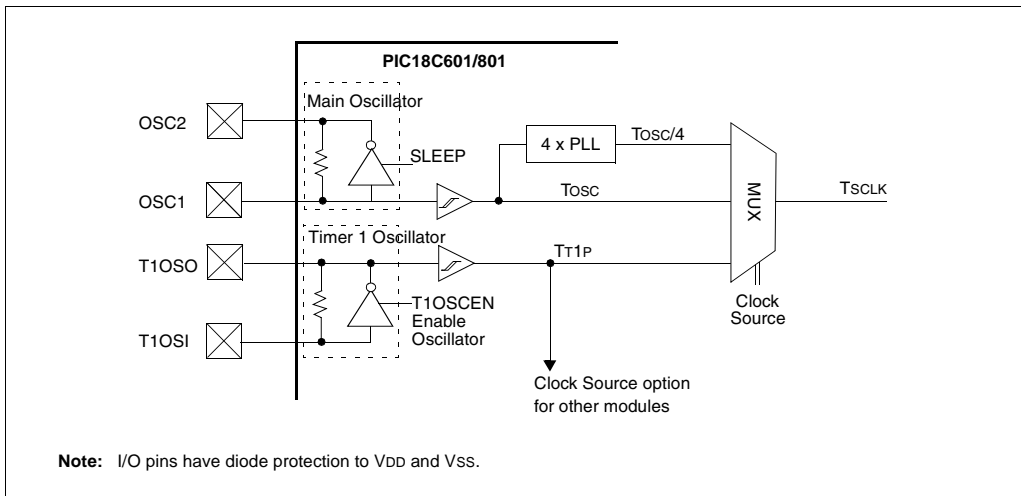 PIC18C601/801
Main Oscillator
OSC2
SLEEP
OSC1
4 x PLL
TOSC/4
TOSC
MUX
TSCLK
Timer 1 Oscillator
T1OSO
TT1P
T1OSCEN
Enable
Oscillator
T1OSI
Clock
Source
Clock Source option
for other modules
Note: I/O pins have diode protection to VDD and VSS.